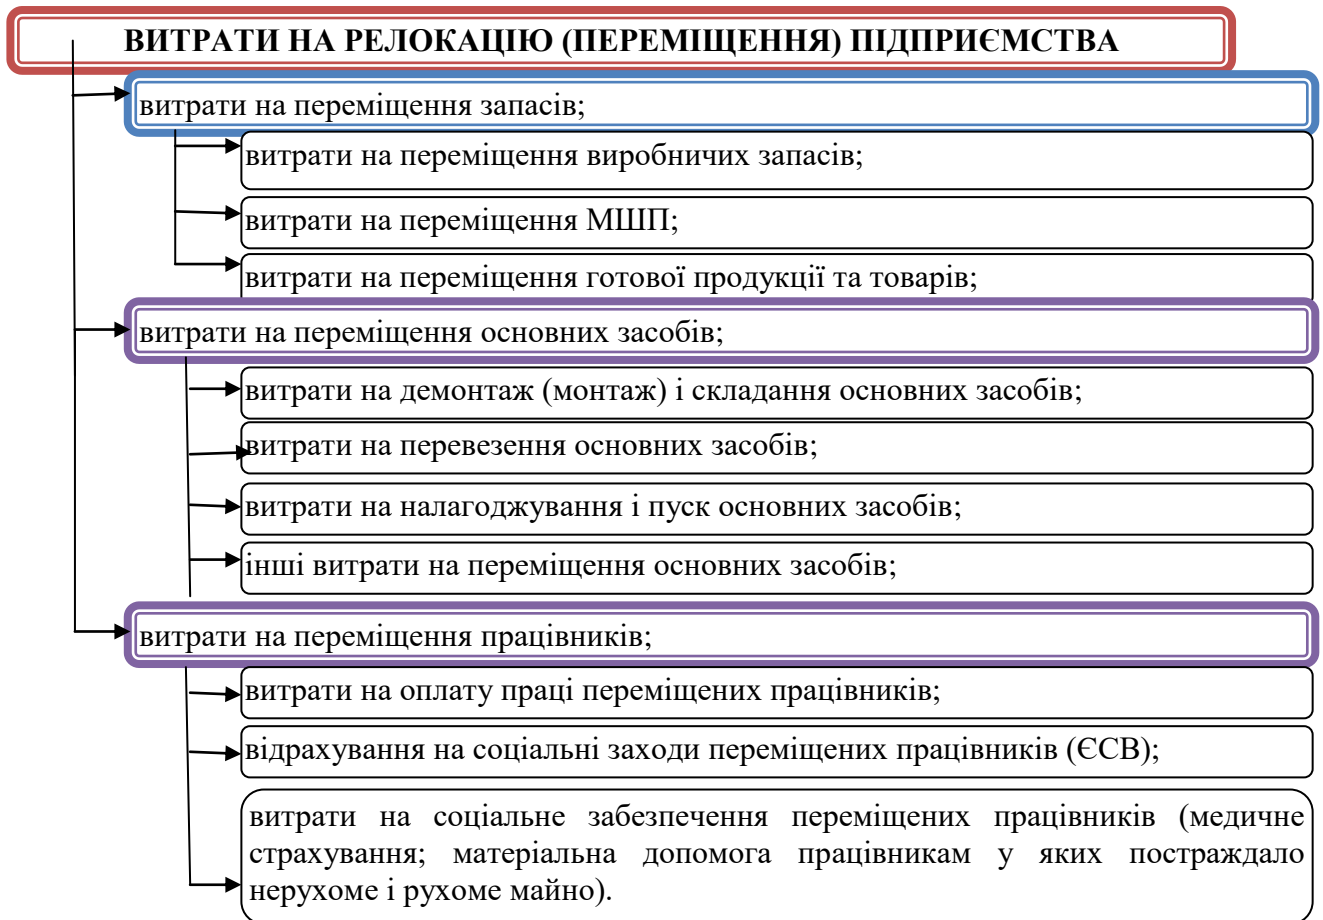 ВИТРАТИ НА РЕЛОКАЦІЮ (ПЕРЕМІЩЕННЯ) ПІДПРИЄМСТВА
витрати на переміщення запасів;
витрати на переміщення виробничих запасів;
витрати на переміщення МШП;
витрати на переміщення готової продукції та товарів;
витрати на переміщення основних засобів;
витрати на демонтаж (монтаж) і складання основних засобів;
витрати на перевезення основних засобів;
витрати на налагоджування і пуск основних засобів;
інші витрати на переміщення основних засобів;
витрати на переміщення працівників;
витрати на оплату праці переміщених працівників;
відрахування на соціальні заходи переміщених працівників (ЄСВ);
витрати на соціальне забезпечення переміщених працівників (медичне
страхування; матеріальна допомога працівникам у яких постраждало
нерухоме і рухоме майно).